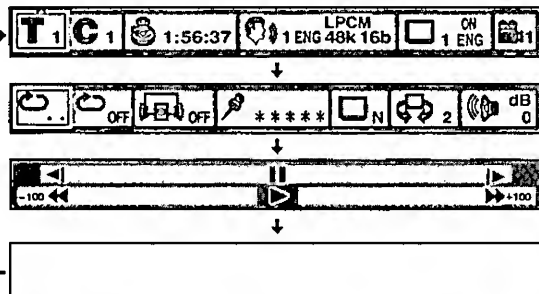 T 1 C 1 1:56:37 1 ENG LPCM 48k 16b 1 ON ENG 1
.. OFF OFF ***** N 2 dB 0
-100 +100